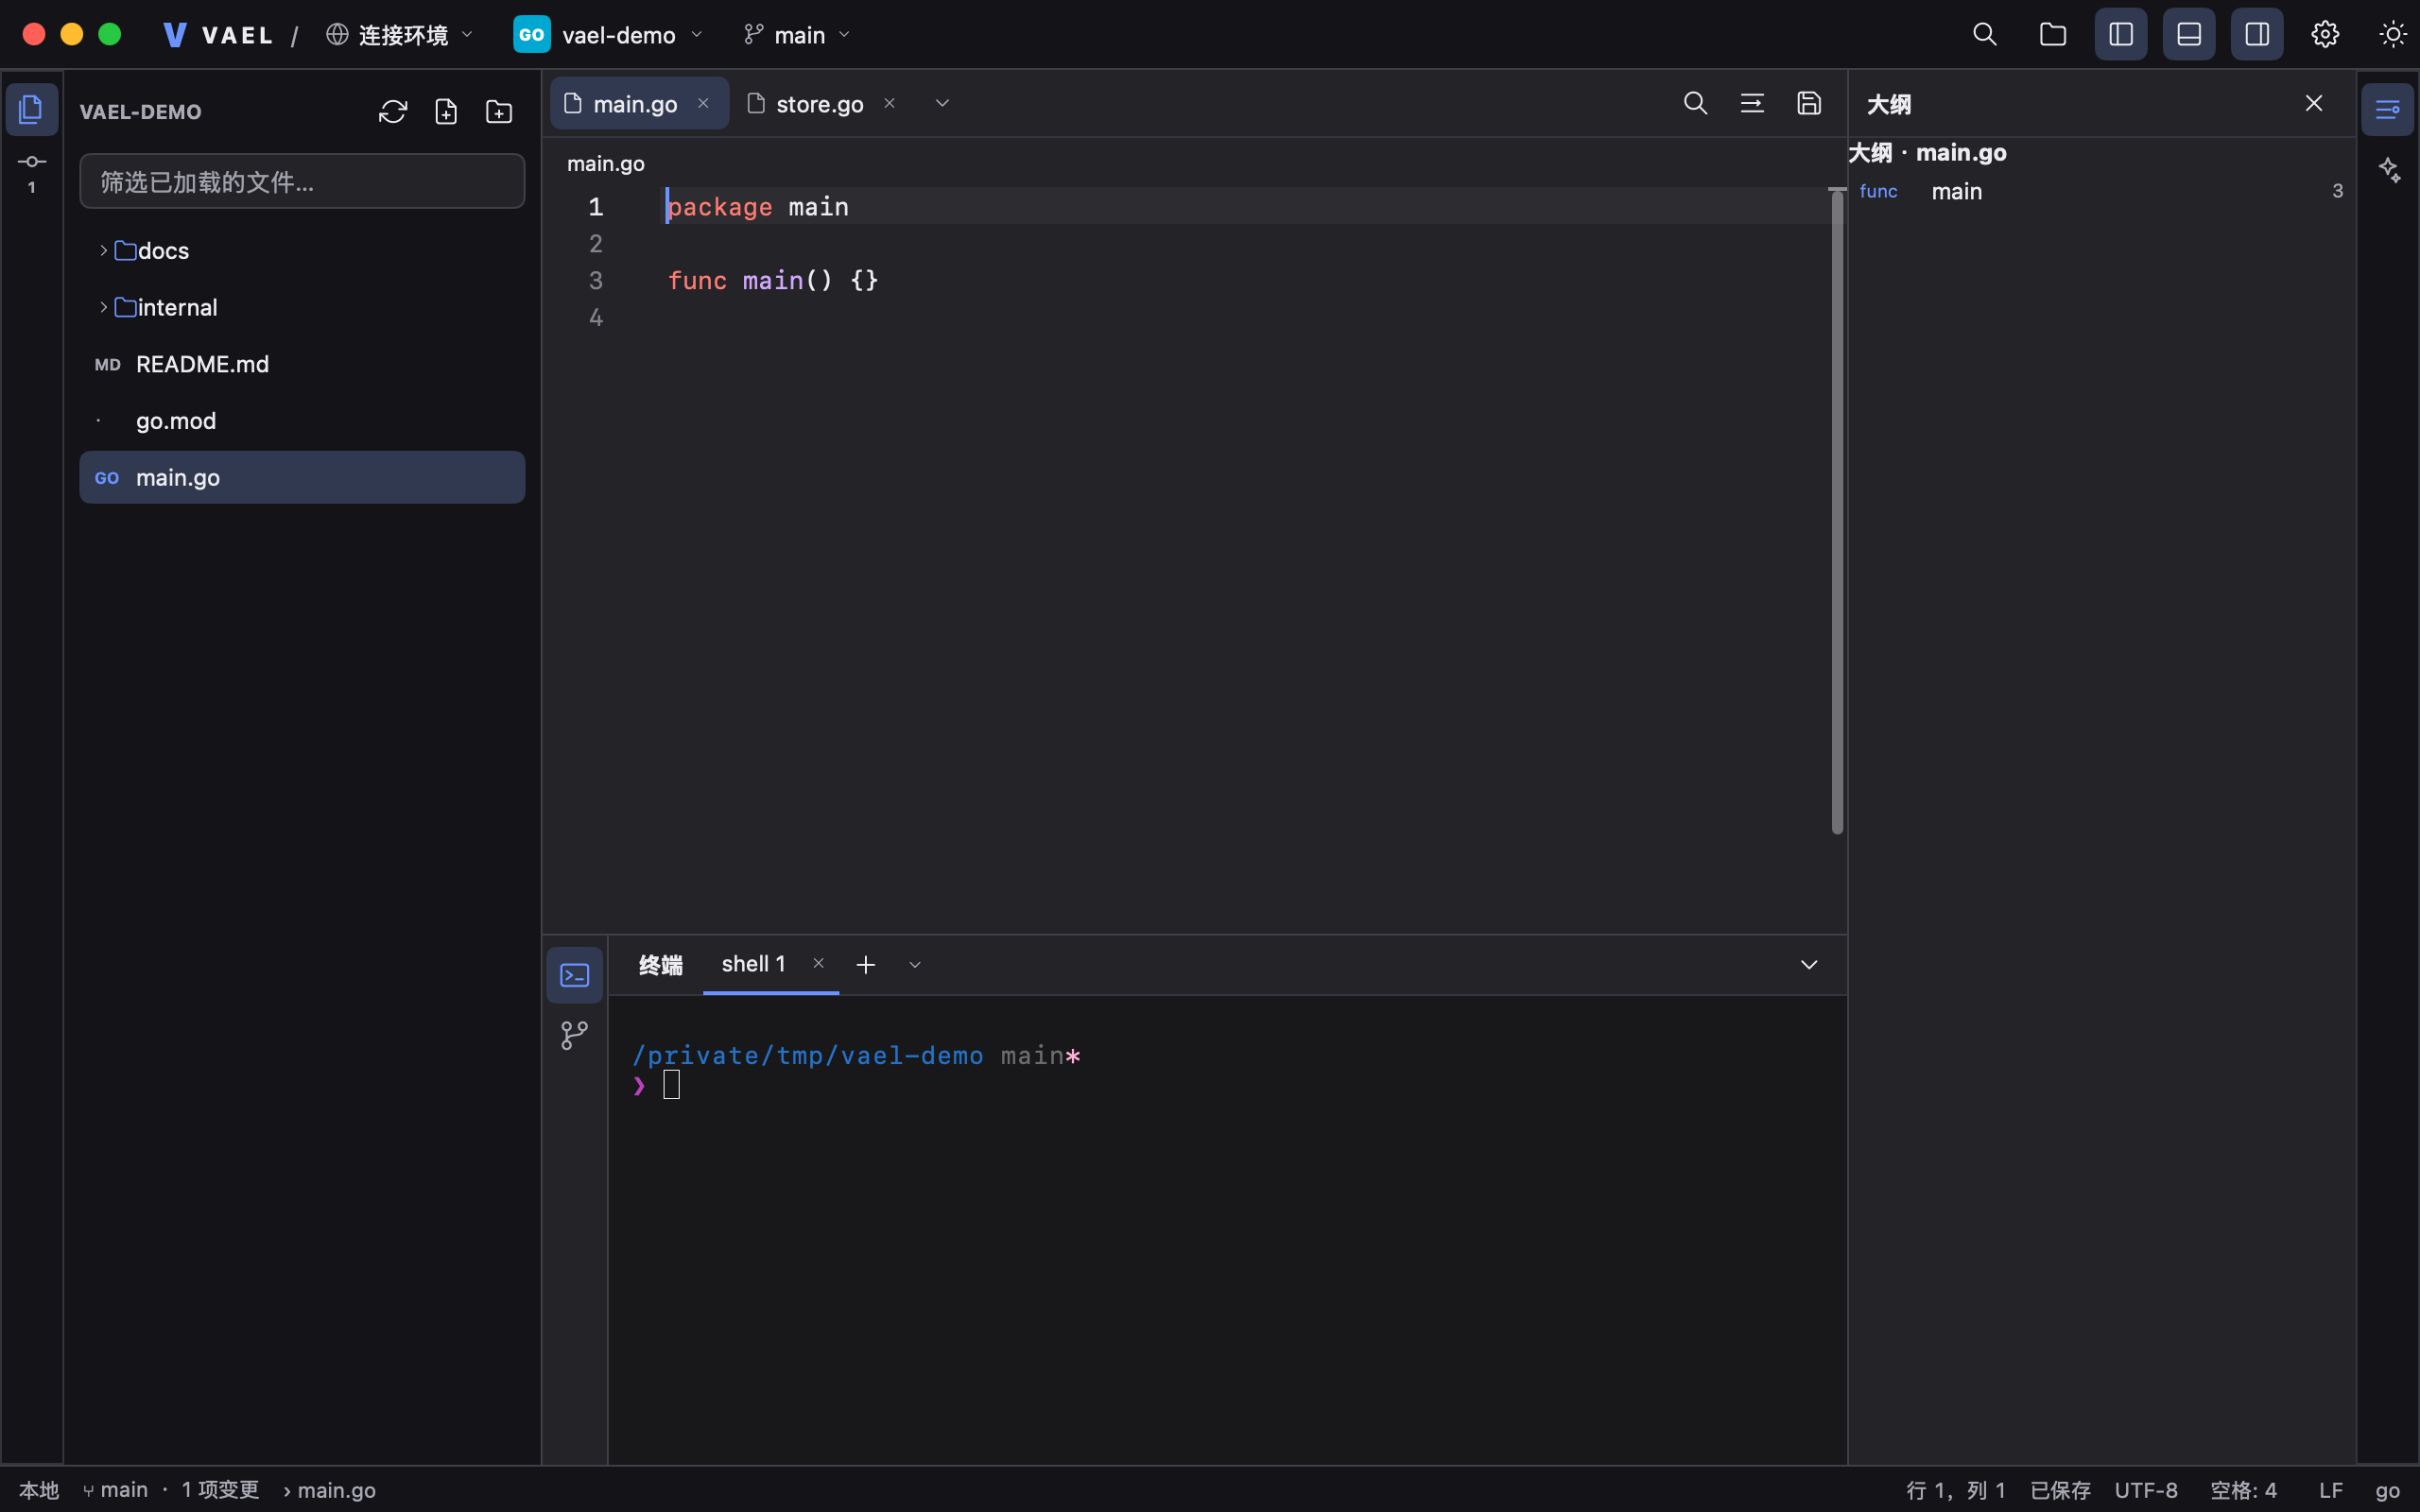 V VAEL / 连接环境 GO vael-demo main
VAEL-DEMO
1
筛选已加载的文件...
docs
internal
MD README.md
go.mod
GO main.go
main.go store.go
main.go
1 package main
2
3 func main() {}
4
终端 shell 1
/private/tmp/vael-demo main*
❯
大纲
大纲 · main.go
func main 3
本地 main · 1 项变更 › main.go
行 1，列 1 已保存 UTF-8 空格: 4 LF go